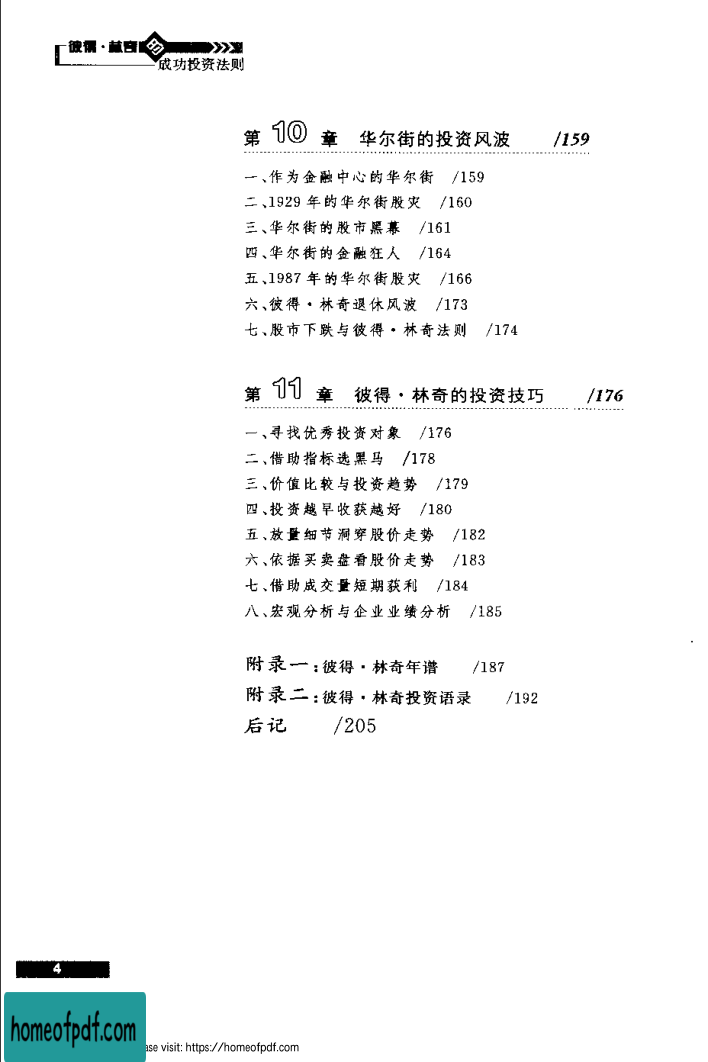 彼得·林奇的
成功投资法则
第10章 华尔街的投资风波 /159
一、作为金融中心的华尔街 /159
二、1929年的华尔街股灾 /160
三、华尔街的股市黑幕 /161
四、华尔街的金融狂人 /164
五、1987年的华尔街股灾 /166
六、彼得·林奇退休风波 /173
七、股市下跌与彼得·林奇法则 /174
第11章 彼得·林奇的投资技巧 /176
一、寻找优秀投资对象 /176
二、借助指标选黑马 /178
三、价值比较与投资趋势 /179
四、投资越早收获越好 /180
五、放量细节洞穿股价走势 /182
六、依据买卖盘看股价走势 /183
七、借助成交量短期获利 /184
八、宏观分析与企业业绩分析 /185
附录一:彼得·林奇年谱 /187
附录二:彼得·林奇投资语录 /192
后记 /205
4
homeofpdf.com
ase visit: https://homeofpdf.com